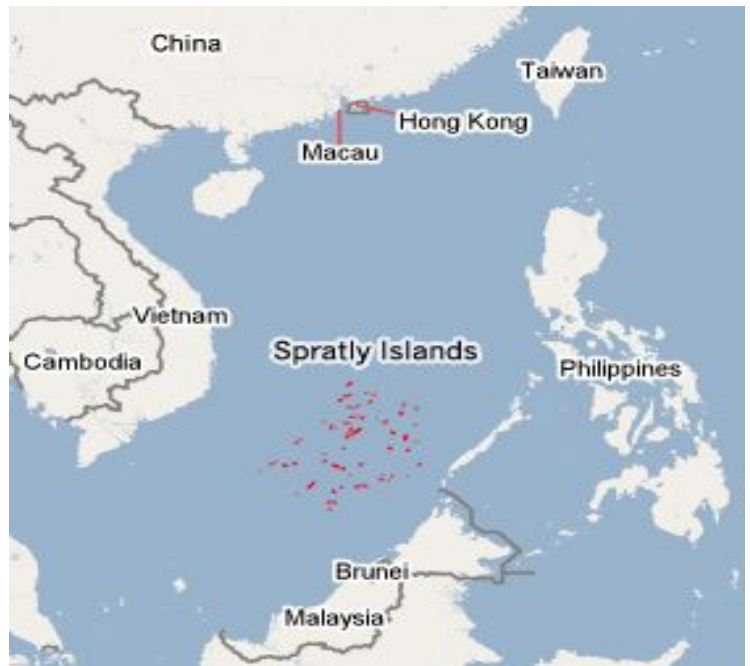 China
Taiwan
Hong Kong
Macau
Vietnam
Spratly Islands
Cambodia
Philippines
Brunei
Malaysia